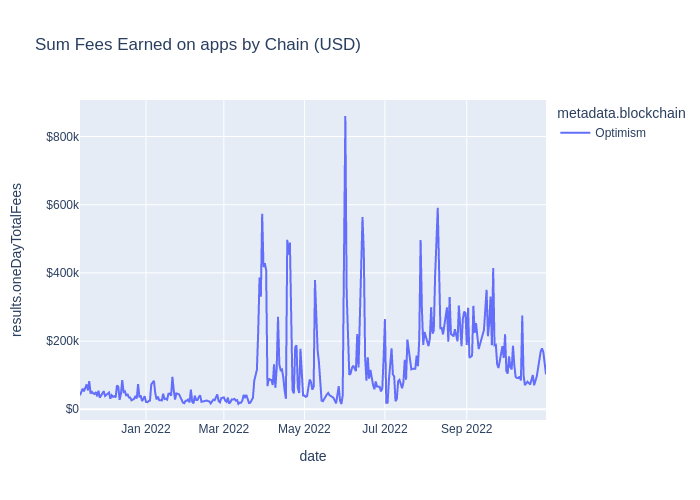 Sum Fees Earned on apps by Chain (USD)
metadata.blockchain
Optimism
results.oneDayTotalFees
$800k
$600k
$400k
$200k
$0
Jan 2022
Mar 2022
May 2022
Jul 2022
Sep 2022
date